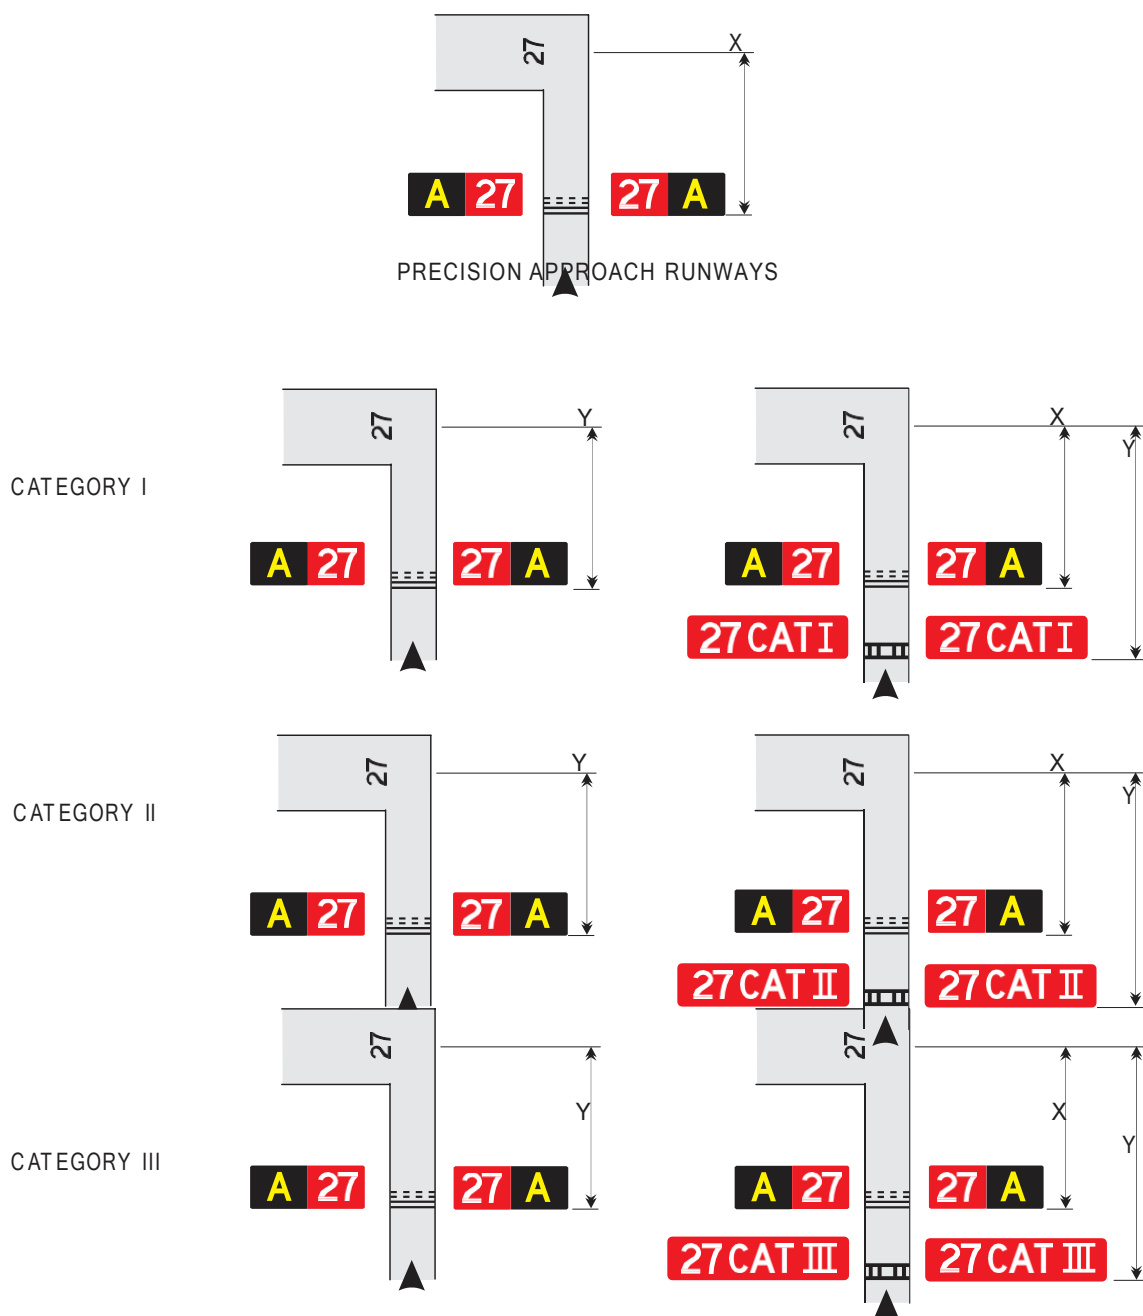 27
X
A 27
27 A
PRECISION APPROACH RUNWAYS
27
Y
27
X
Y
CATEGORY I
A 27
27 A
A 27
27 A
27 CAT I
27 CAT I
27
Y
27
X
Y
CATEGORY II
A 27
27 A
A 27
27 A
27 CAT II
27 CAT II
27
Y
27
X
Y
CATEGORY III
A 27
27 A
A 27
27 A
27 CAT III
27 CAT III